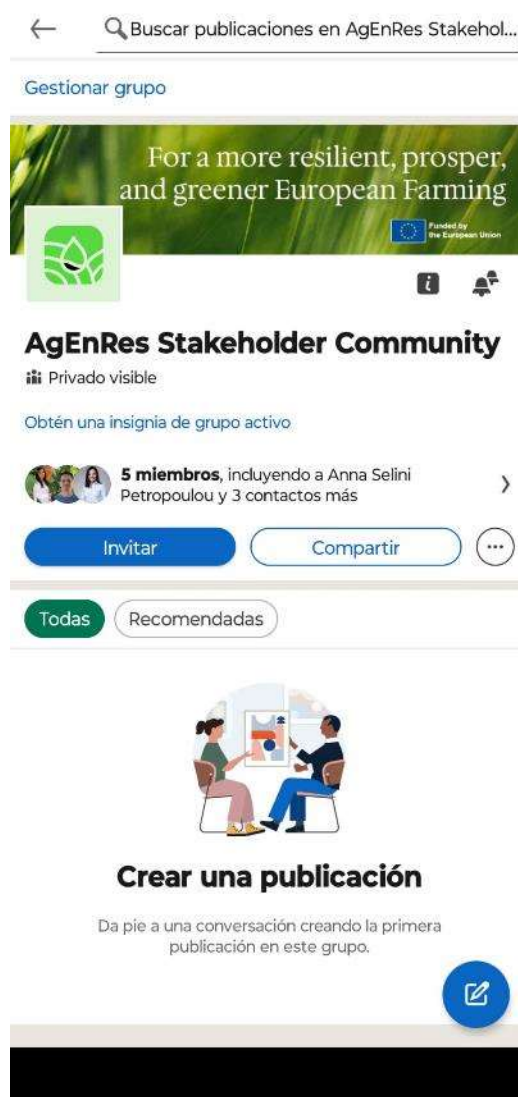 Buscar publicaciones en AgEnRes Stakehol...
Gestionar grupo
For a more resilient, prosper,
and greener European Farming
Funded by
the European Union
AgEnRes Stakeholder Community
Privado visible
Obtén una insignia de grupo activo
5 miembros, incluyendo a Anna Selini
Petropoulou y 3 contactos más
Invitar
Compartir
Todas
Recomendadas
Crear una publicación
Da pie a una conversación creando la primera
publicación en este grupo.